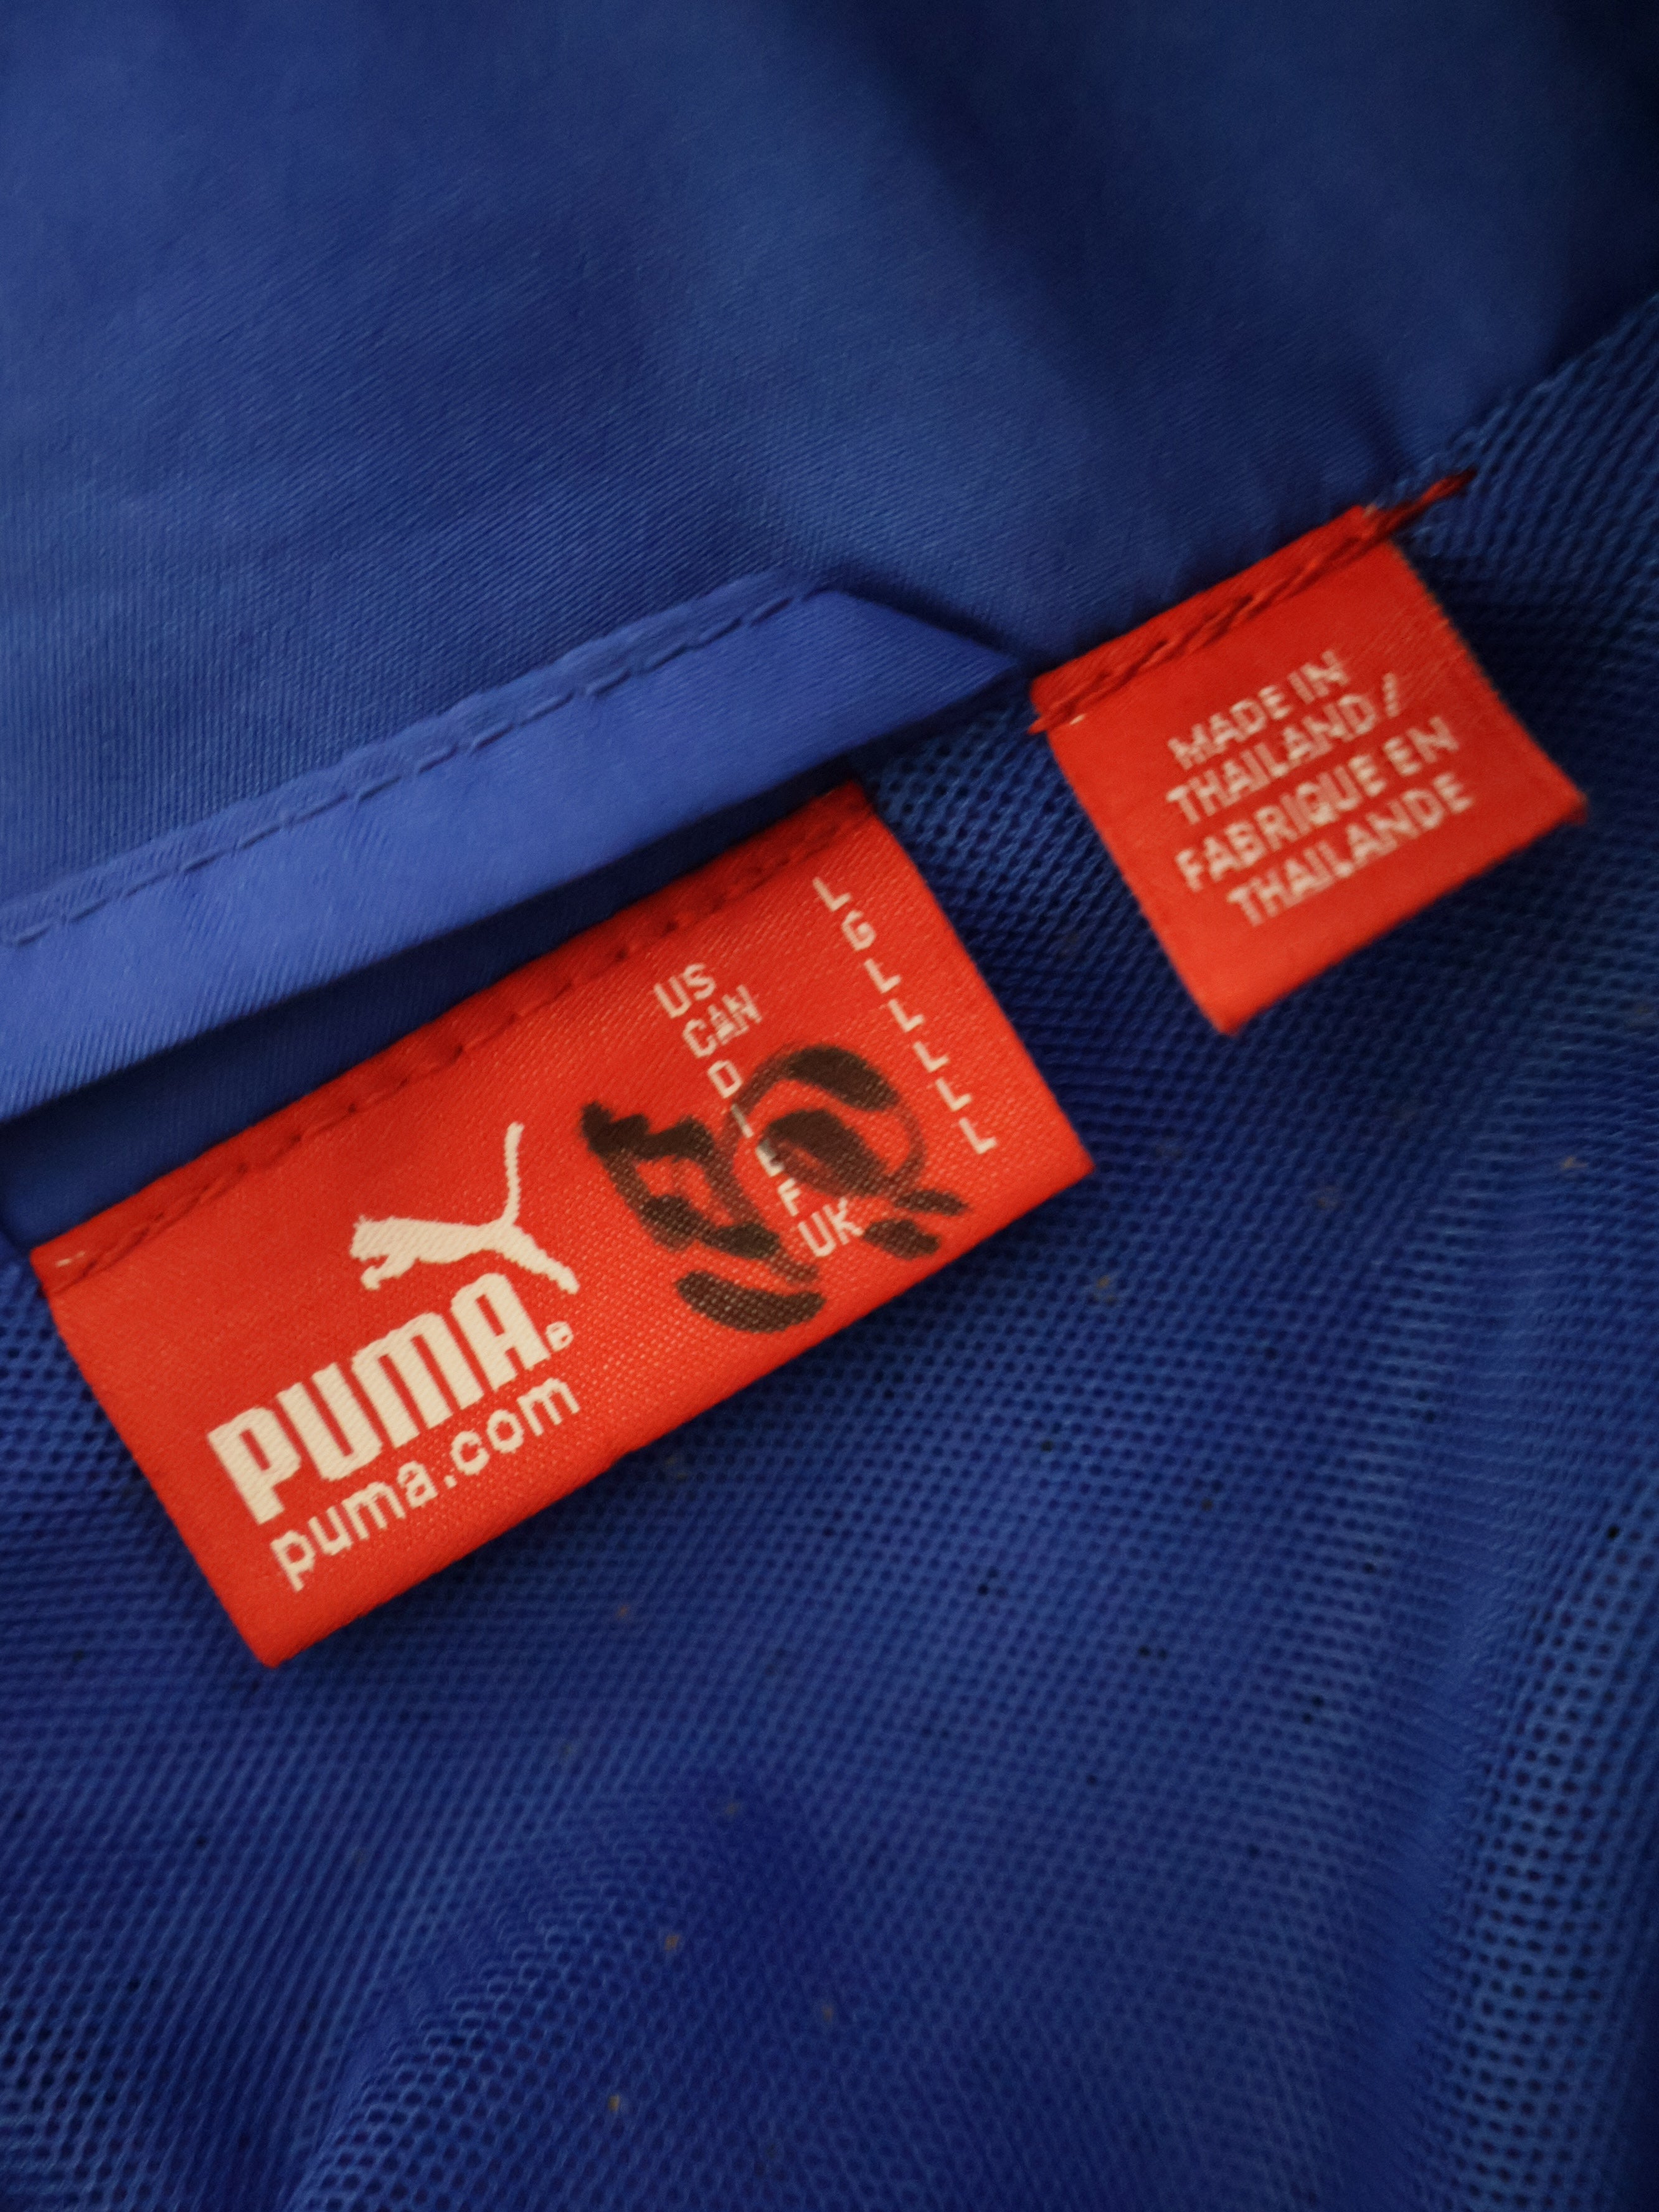 PUMA®
puma.com
US L
CAN G
D L
I L
E L
F L
UK L
MADE IN
THAILAND/
FABRIQUE EN
THAILANDE